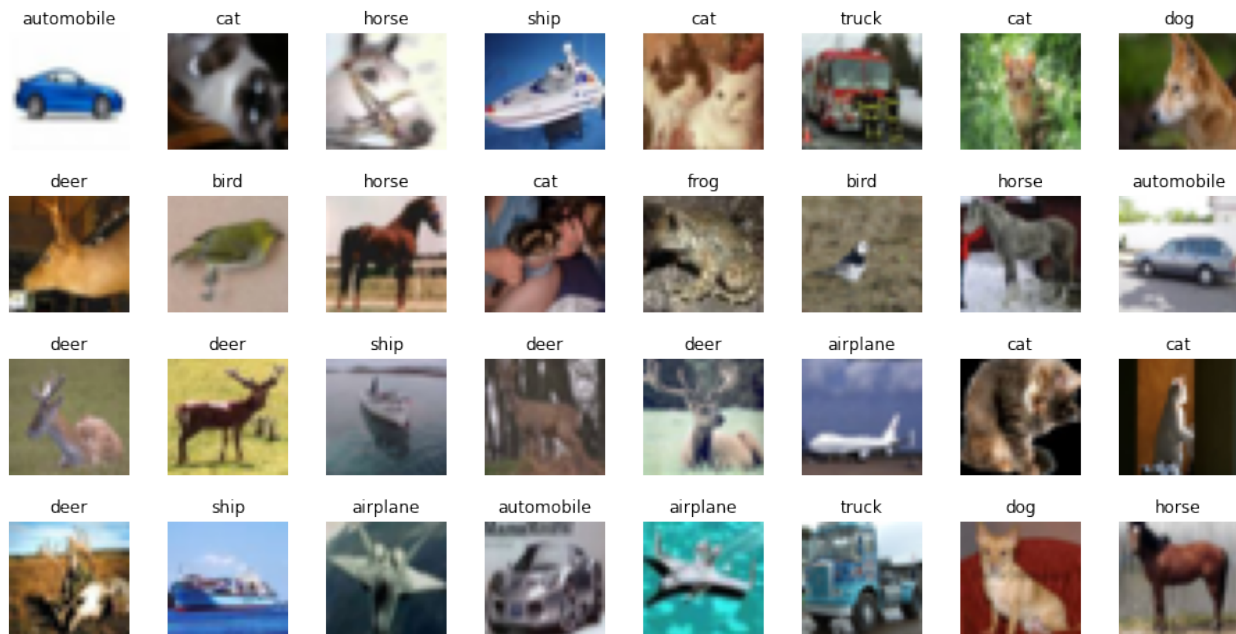 automobile cat horse ship cat truck cat dog
deer bird horse cat frog bird horse automobile
deer deer ship deer deer airplane cat cat
deer ship airplane automobile airplane truck dog horse